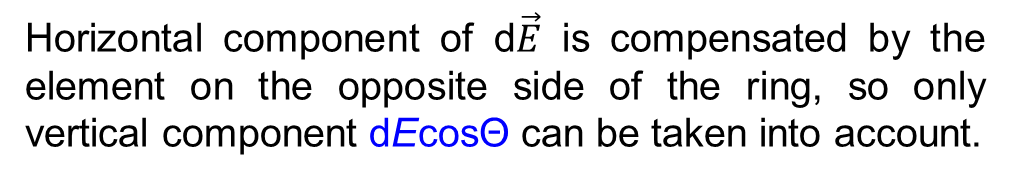 Horizontal component of d\(\vec{E}\) is compensated by the
element on the opposite side of the ring, so only
vertical component dEcosΘ can be taken into account.